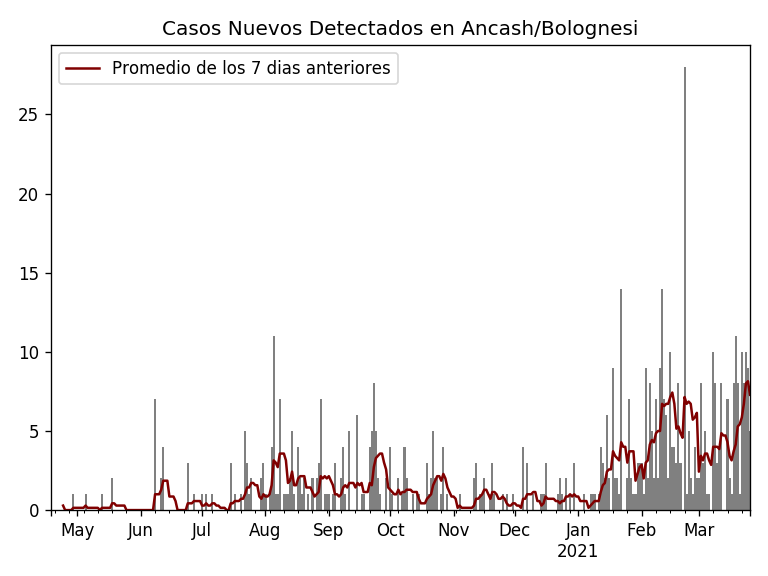 Casos Nuevos Detectados en Ancash/Bolognesi
Promedio de los 7 dias anteriores
25
20
15
10
5
0
May Jun Jul Aug Sep Oct Nov Dec Jan Feb Mar
2021